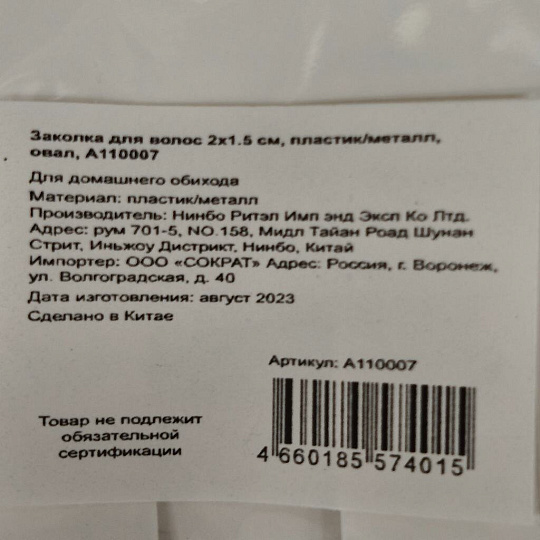 Заколка для волос 2х1.5 см, пластик/металл,
овал, А110007
Для домашнего обихода
Материал: пластик/металл
Производитель: Нинбо Ритэл Имп энд Эксп Ко Лтд.
Адрес: рум 701-5, NO.158, Мидл Тайан Роад Шунан
Стрит, Иньжоу Дистрикт, Нинбо, Китай
Импортер: ООО «СОКРАТ» Адрес: Россия, г. Воронеж,
ул. Волгоградская, д. 40
Дата изготовления: август 2023
Сделано в Китае
Артикул: А110007
Товар не подлежит
обязательной
сертификации
4 660185 574015